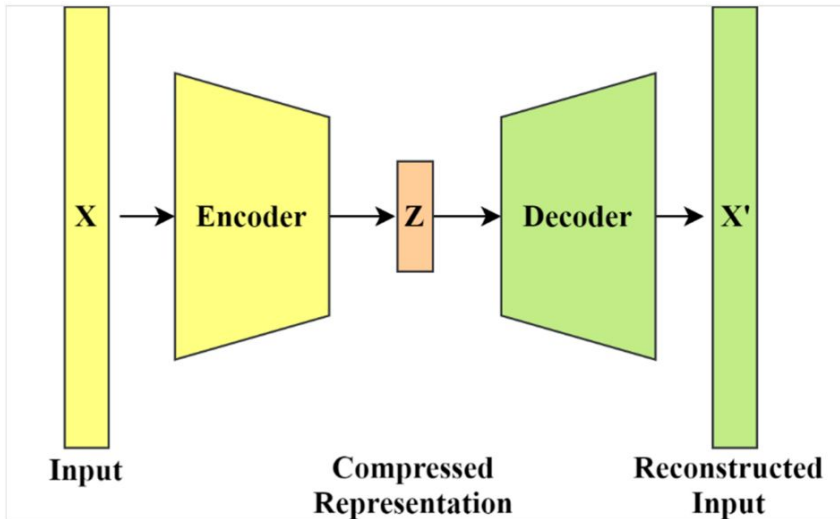 X
Encoder
Z
Decoder
X'
Input
Compressed
Representation
Reconstructed
Input